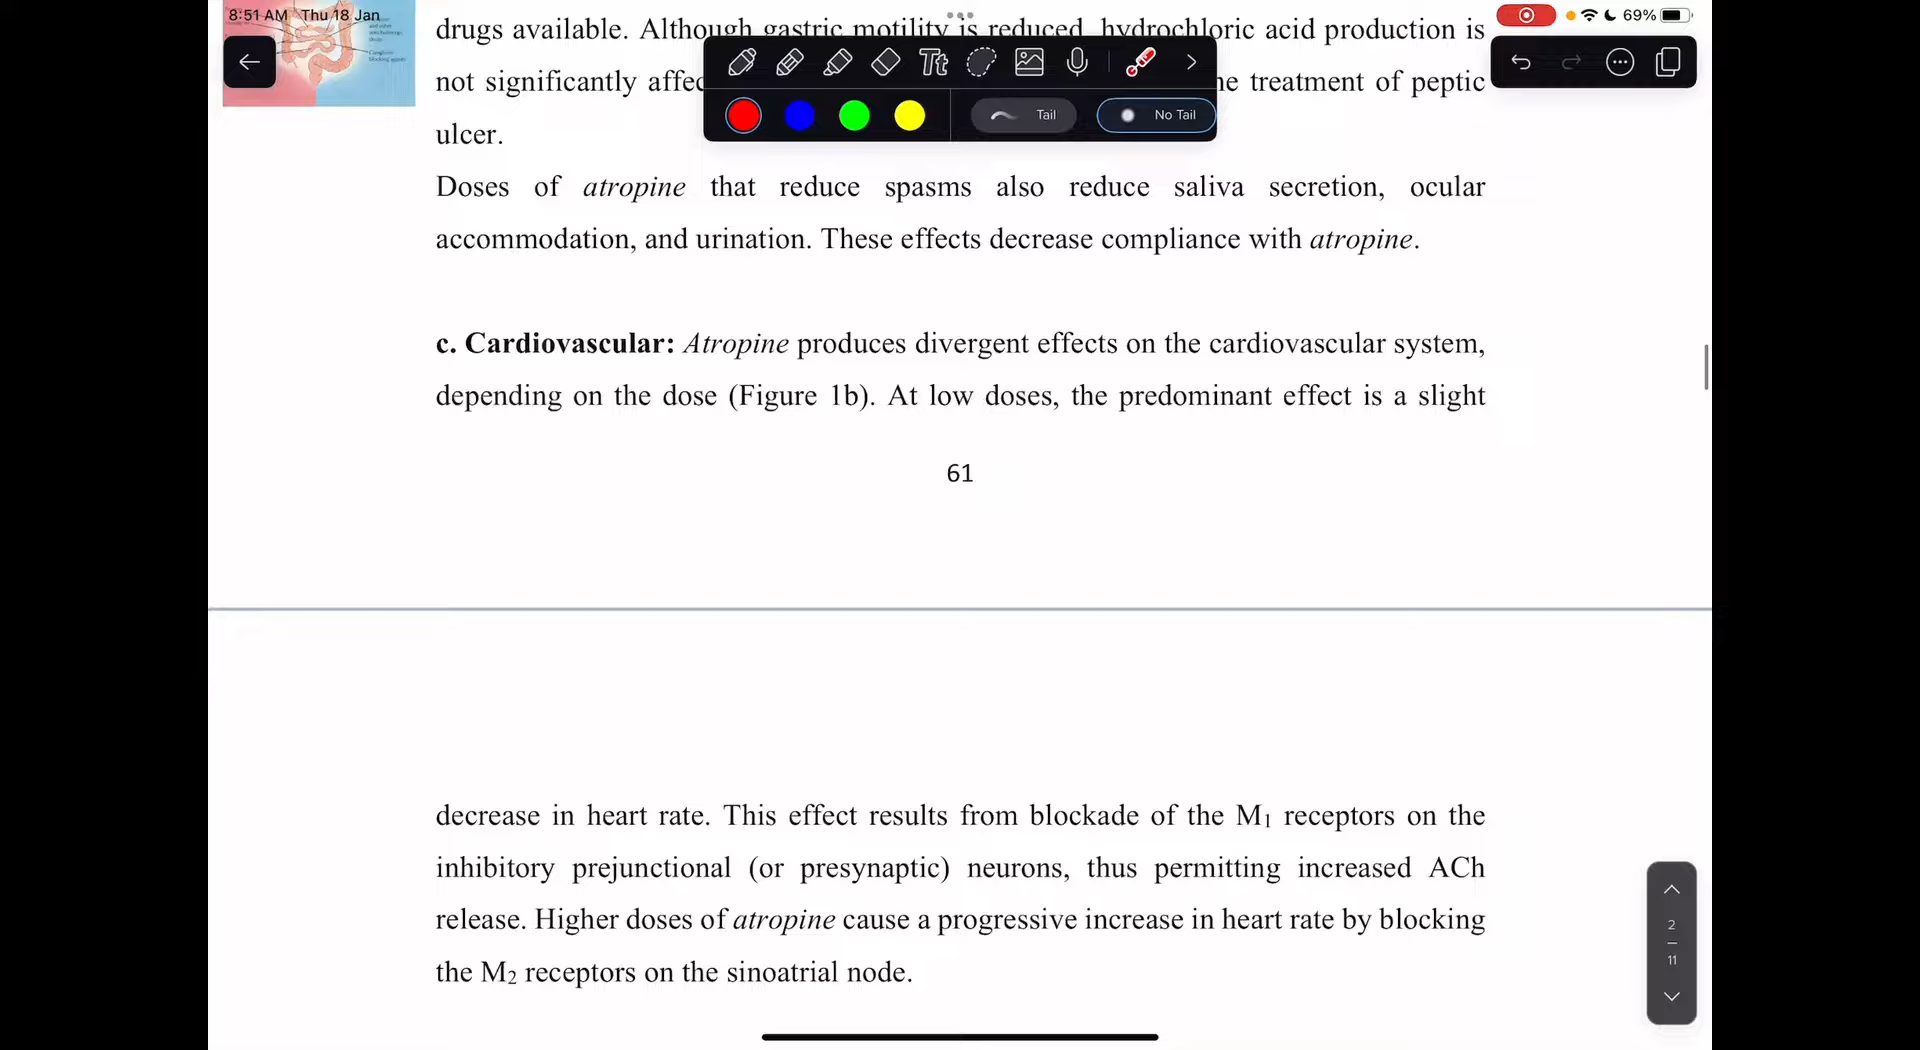 8:51 AM Thu 18 Jan
69%
drugs available. Although gastric motility is reduced, hydrochloric acid production is
not significantly
treatment of peptic
ulcer.
Tail
No Tail
Doses of atropine that reduce spasms also reduce saliva secretion, ocular
accommodation, and urination. These effects decrease compliance with atropine.
c. Cardiovascular: Atropine produces divergent effects on the cardiovascular system,
depending on the dose (Figure 1b). At low doses, the predominant effect is a slight
61
decrease in heart rate. This effect results from blockade of the M1 receptors on the
inhibitory prejunctional (or presynaptic) neurons, thus permitting increased ACh
release. Higher doses of atropine cause a progressive increase in heart rate by blocking
the M2 receptors on the sinoatrial node.
2
11